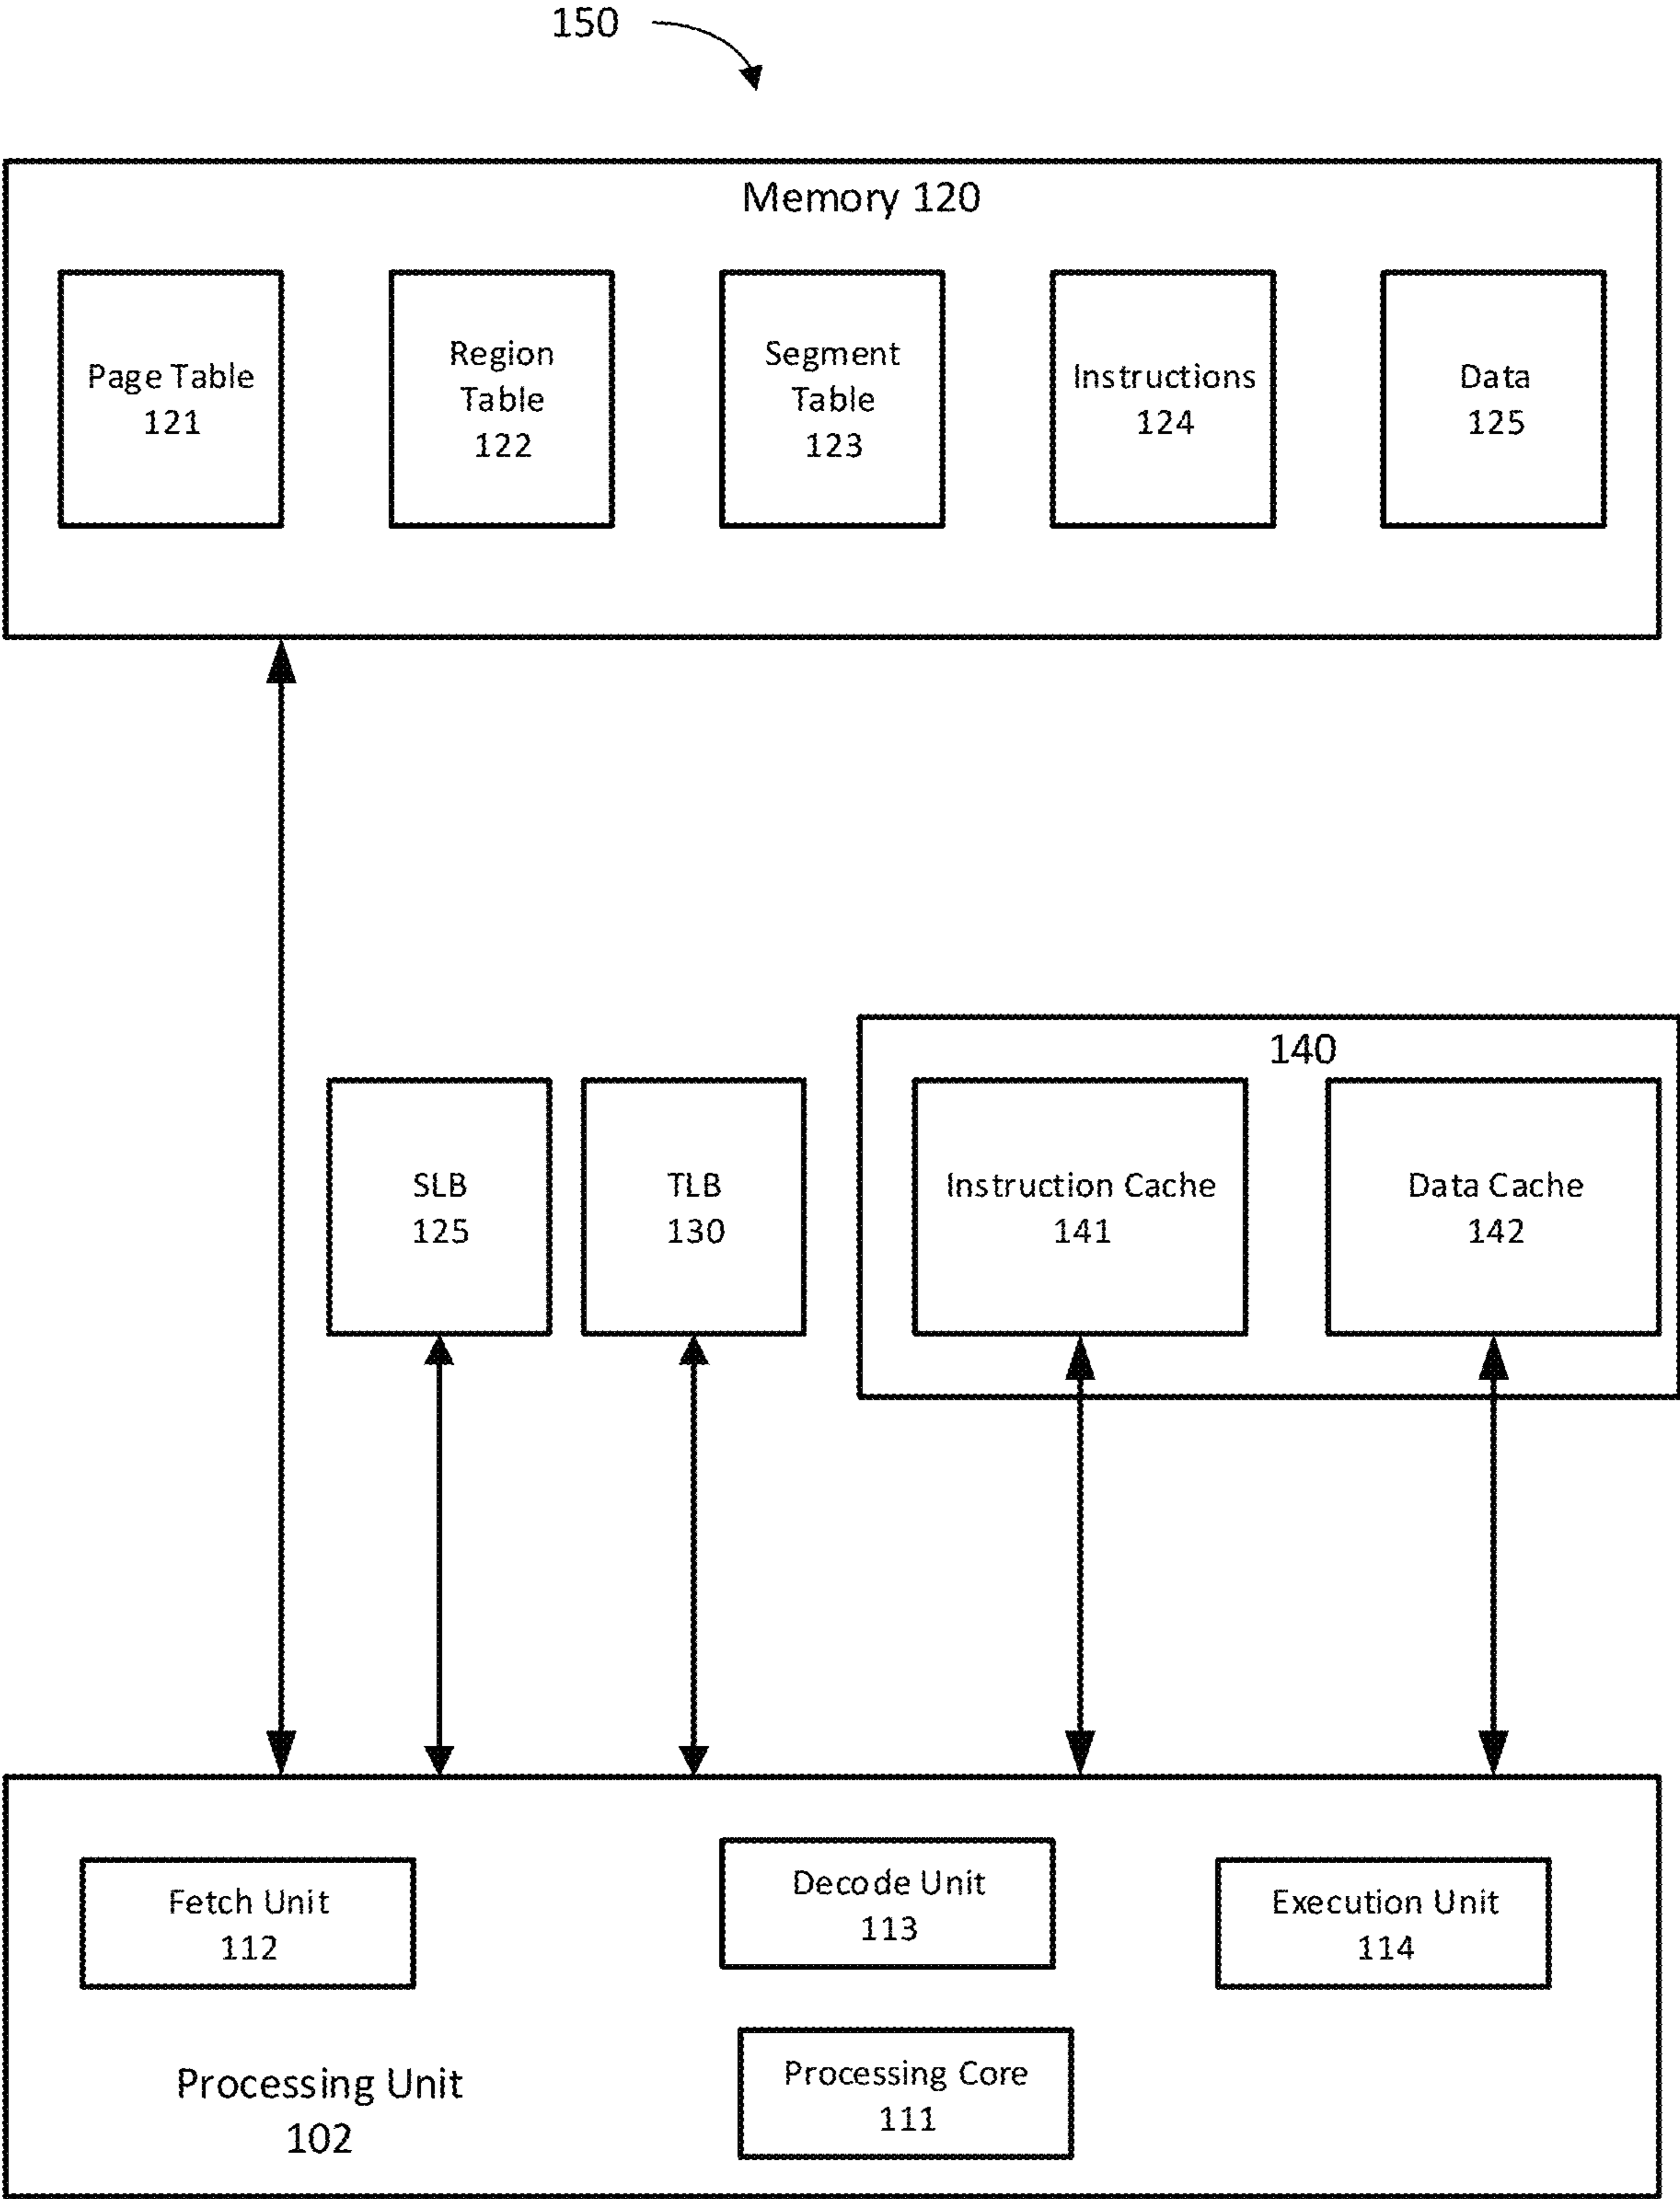 150
Memory 120
Page Table
121
Region
Table
122
Segment
Table
123
Instructions
124
Data
125
140
SLB
125
TLB
130
Instruction Cache
141
Data Cache
142
Fetch Unit
112
Decode Unit
113
Execution Unit
114
Processing Unit
102
Processing Core
111